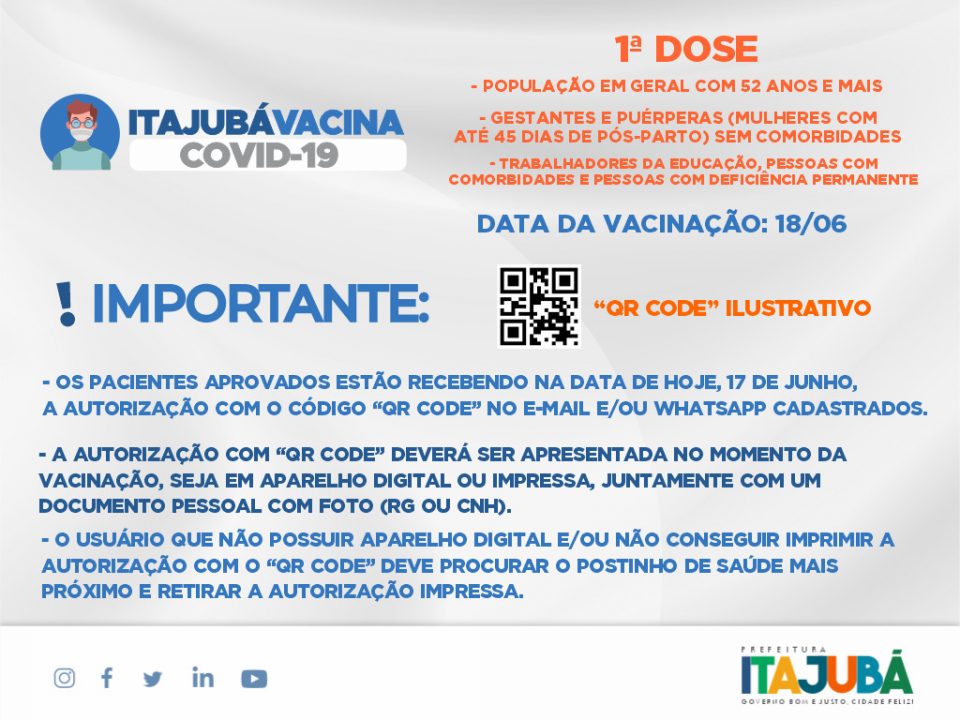 1ª DOSE
- POPULAÇÃO EM GERAL COM 52 ANOS E MAIS
- GESTANTES E PUÉRPERAS (MULHERES COM
ATÉ 45 DIAS DE PÓS-PARTO) SEM COMORBIDADES
- TRABALHADORES DA EDUCAÇÃO, PESSOAS COM
COMORBIDADES E PESSOAS COM DEFICIÊNCIA PERMANENTE
ITAJUBÁVACINA
COVID-19
DATA DA VACINAÇÃO: 18/06
! IMPORTANTE:
“QR CODE” ILUSTRATIVO
- OS PACIENTES APROVADOS ESTÃO RECEBENDO NA DATA DE HOJE, 17 DE JUNHO,
A AUTORIZAÇÃO COM O CÓDIGO “QR CODE” NO E-MAIL E/OU WHATSAPP CADASTRADOS.
- A AUTORIZAÇÃO COM “QR CODE” DEVERÁ SER APRESENTADA NO MOMENTO DA
VACINAÇÃO, SEJA EM APARELHO DIGITAL OU IMPRESSA, JUNTAMENTE COM UM
DOCUMENTO PESSOAL COM FOTO (RG OU CNH).
- O USUÁRIO QUE NÃO POSSUIR APARELHO DIGITAL E/OU NÃO CONSEGUIR IMPRIMIR A
AUTORIZAÇÃO COM O “QR CODE” DEVE PROCURAR O POSTINHO DE SAÚDE MAIS
PRÓXIMO E RETIRAR A AUTORIZAÇÃO IMPRESSA.
PREFEITURA
ITAJUBÁ
GOVERNO BOM E JUSTO, CIDADE FELIZ!